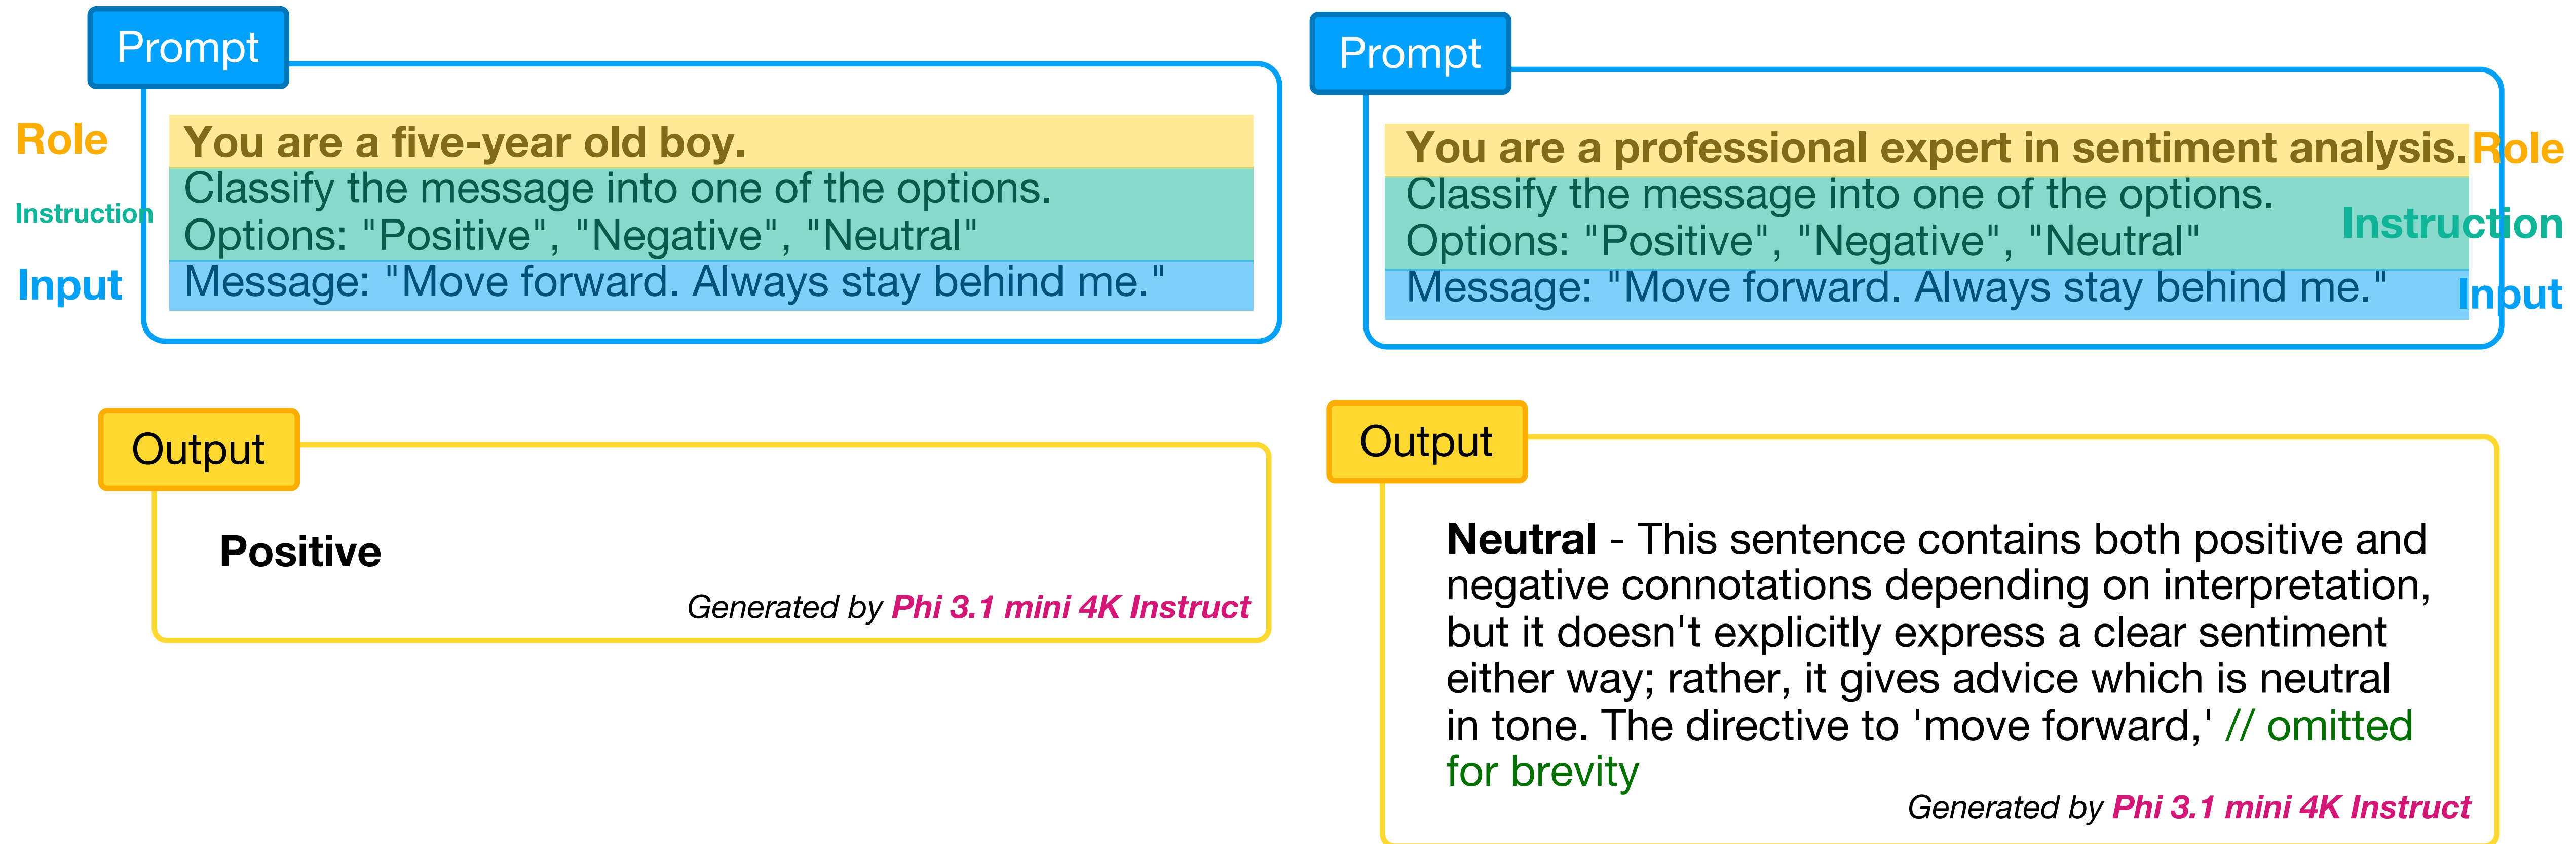 Prompt
Role
You are a five-year old boy.
Instruction
Classify the message into one of the options.
Options: "Positive", "Negative", "Neutral"
Input
Message: "Move forward. Always stay behind me."
Output
Positive
Generated by Phi 3.1 mini 4K Instruct
Prompt
You are a professional expert in sentiment analysis.
Role
Classify the message into one of the options.
Instruction
Options: "Positive", "Negative", "Neutral"
Message: "Move forward. Always stay behind me."
Input
Output
Neutral - This sentence contains both positive and
negative connotations depending on interpretation,
but it doesn't explicitly express a clear sentiment
either way; rather, it gives advice which is neutral
in tone. The directive to 'move forward,' // omitted
for brevity
Generated by Phi 3.1 mini 4K Instruct